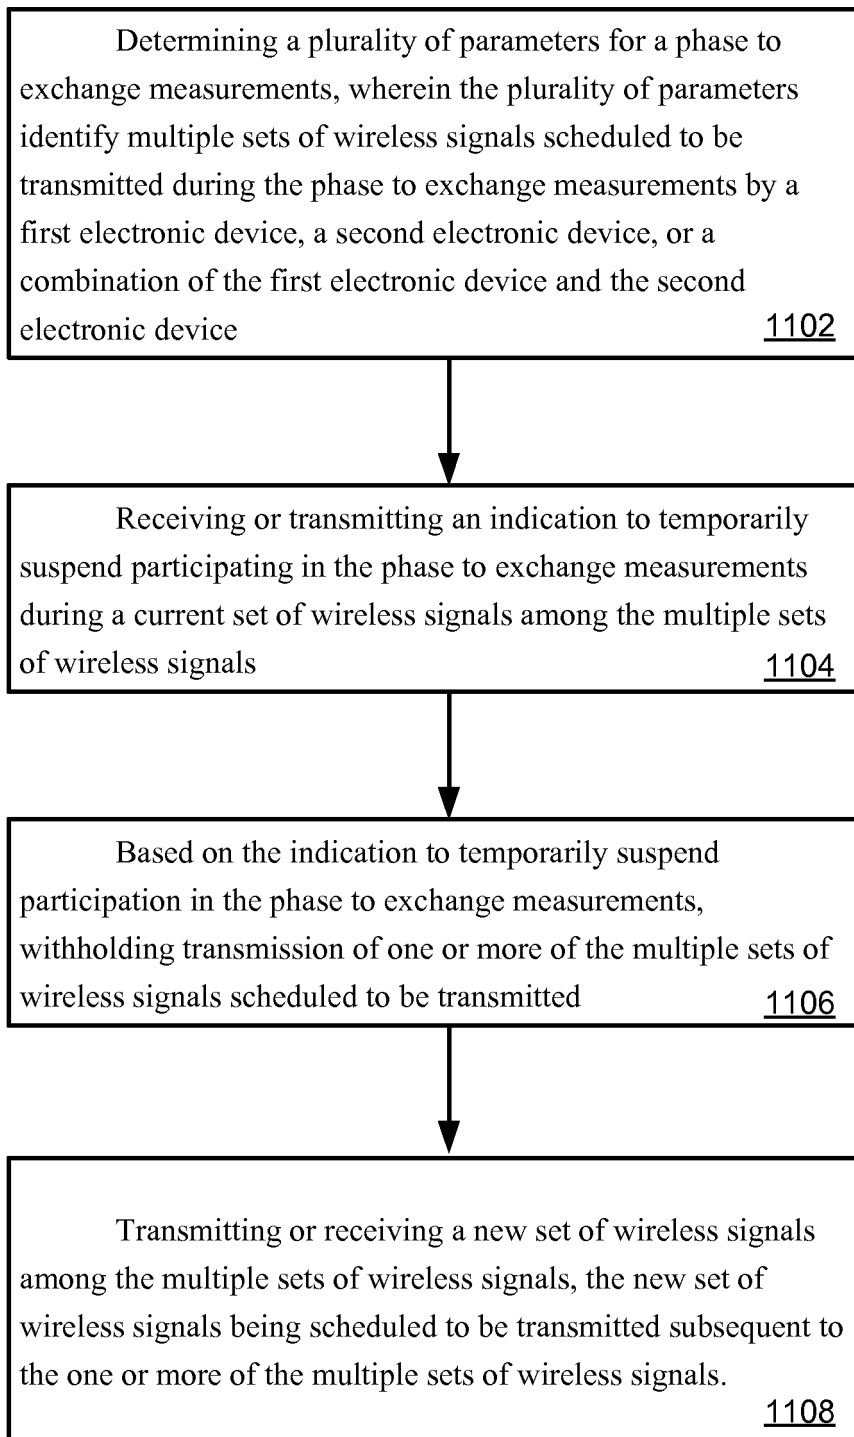 Determining a plurality of parameters for a phase to
exchange measurements, wherein the plurality of parameters
identify multiple sets of wireless signals scheduled to be
transmitted during the phase to exchange measurements by a
first electronic device, a second electronic device, or a
combination of the first electronic device and the second
electronic device
1102
Receiving or transmitting an indication to temporarily
suspend participating in the phase to exchange measurements
during a current set of wireless signals among the multiple sets
of wireless signals
1104
Based on the indication to temporarily suspend
participation in the phase to exchange measurements,
withholding transmission of one or more of the multiple sets of
wireless signals scheduled to be transmitted
1106
Transmitting or receiving a new set of wireless signals
among the multiple sets of wireless signals, the new set of
wireless signals being scheduled to be transmitted subsequent to
the one or more of the multiple sets of wireless signals.
1108